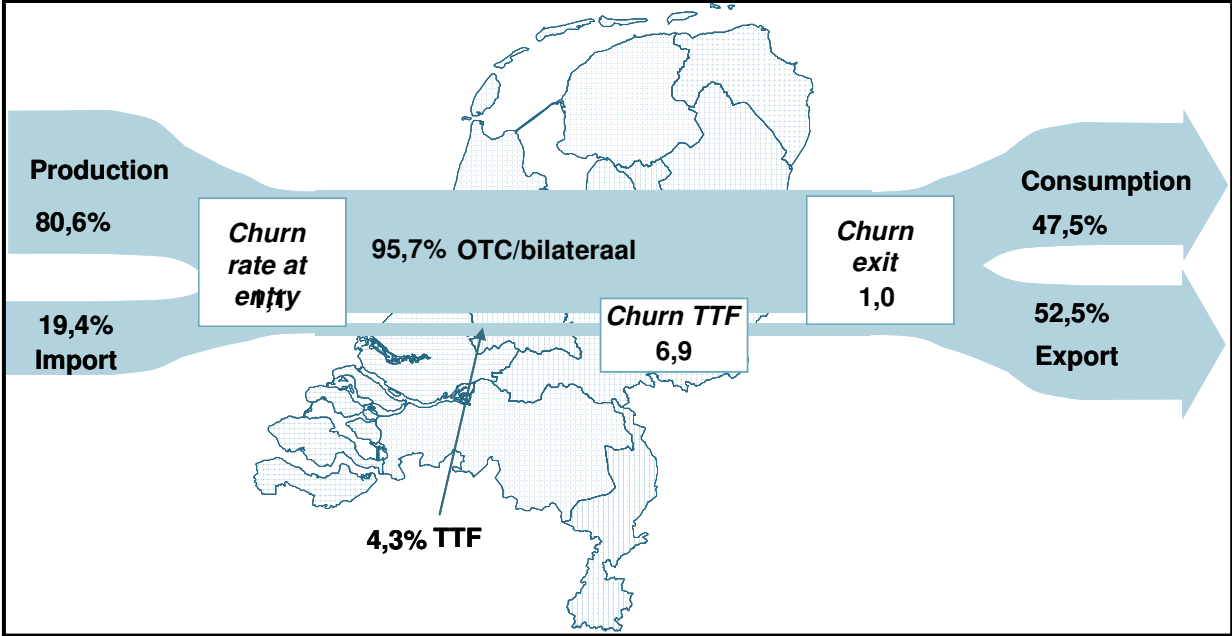 Production
80,6%
19,4%
Import
Churn
rate at
entry
95,7% OTC/bilateraal
4,3% TTF
Churn TTF
6,9
Churn
exit
1,0
Consumption
47,5%
52,5%
Export